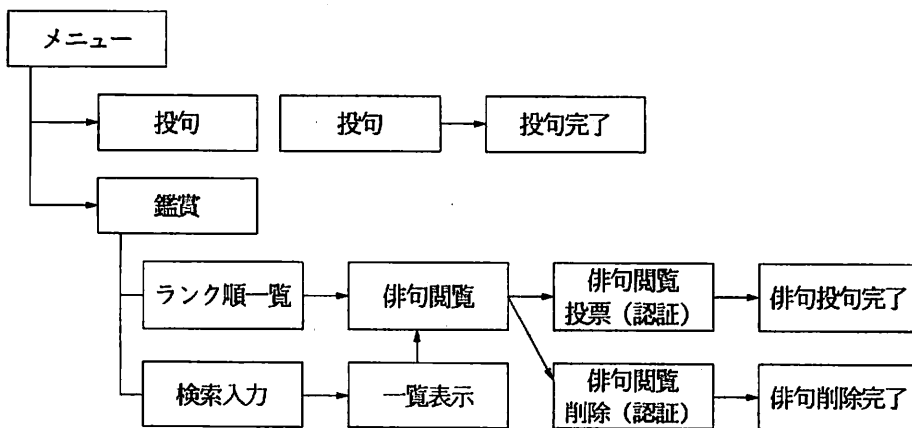 メニュー
投句
投句
投句完了
鑑賞
ランク順一覧
俳句閲覧
俳句閲覧
投票（認証）
俳句投句完了
検索入力
一覧表示
俳句閲覧
削除（認証）
俳句削除完了